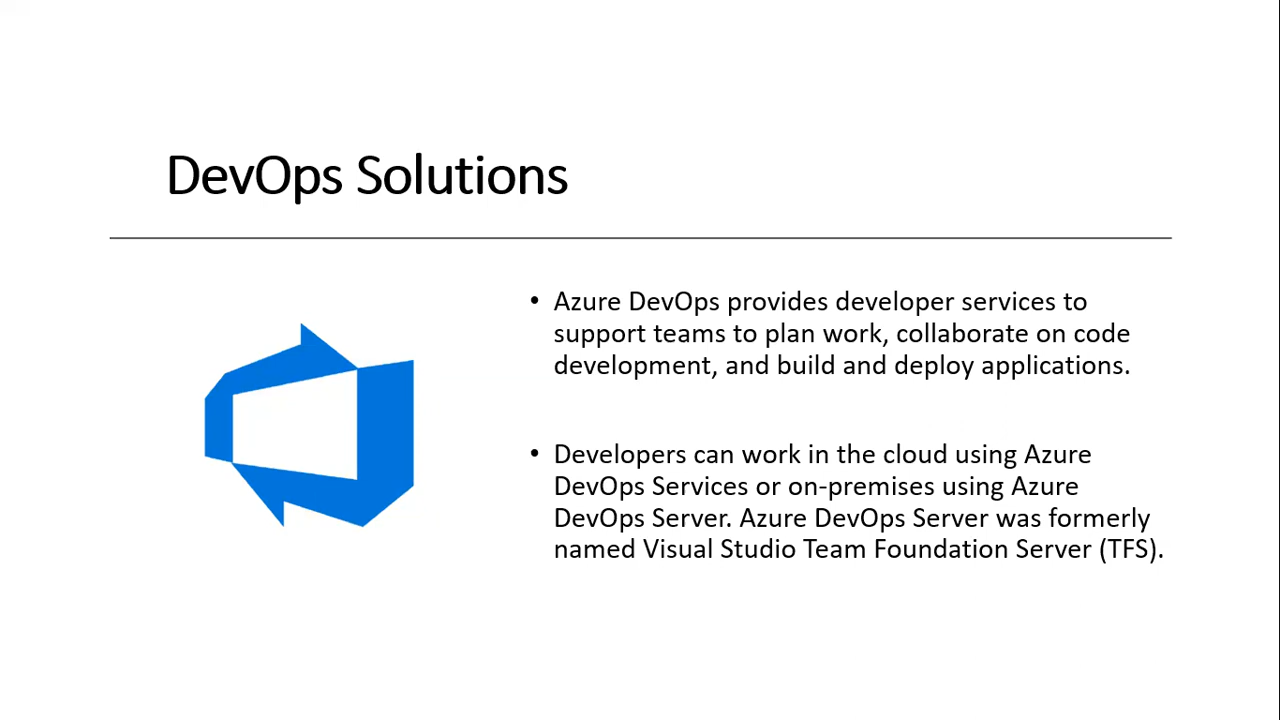 DevOps Solutions
• Azure DevOps provides developer services to
support teams to plan work, collaborate on code
development, and build and deploy applications.
• Developers can work in the cloud using Azure
DevOps Services or on-premises using Azure
DevOps Server. Azure DevOps Server was formerly
named Visual Studio Team Foundation Server (TFS).